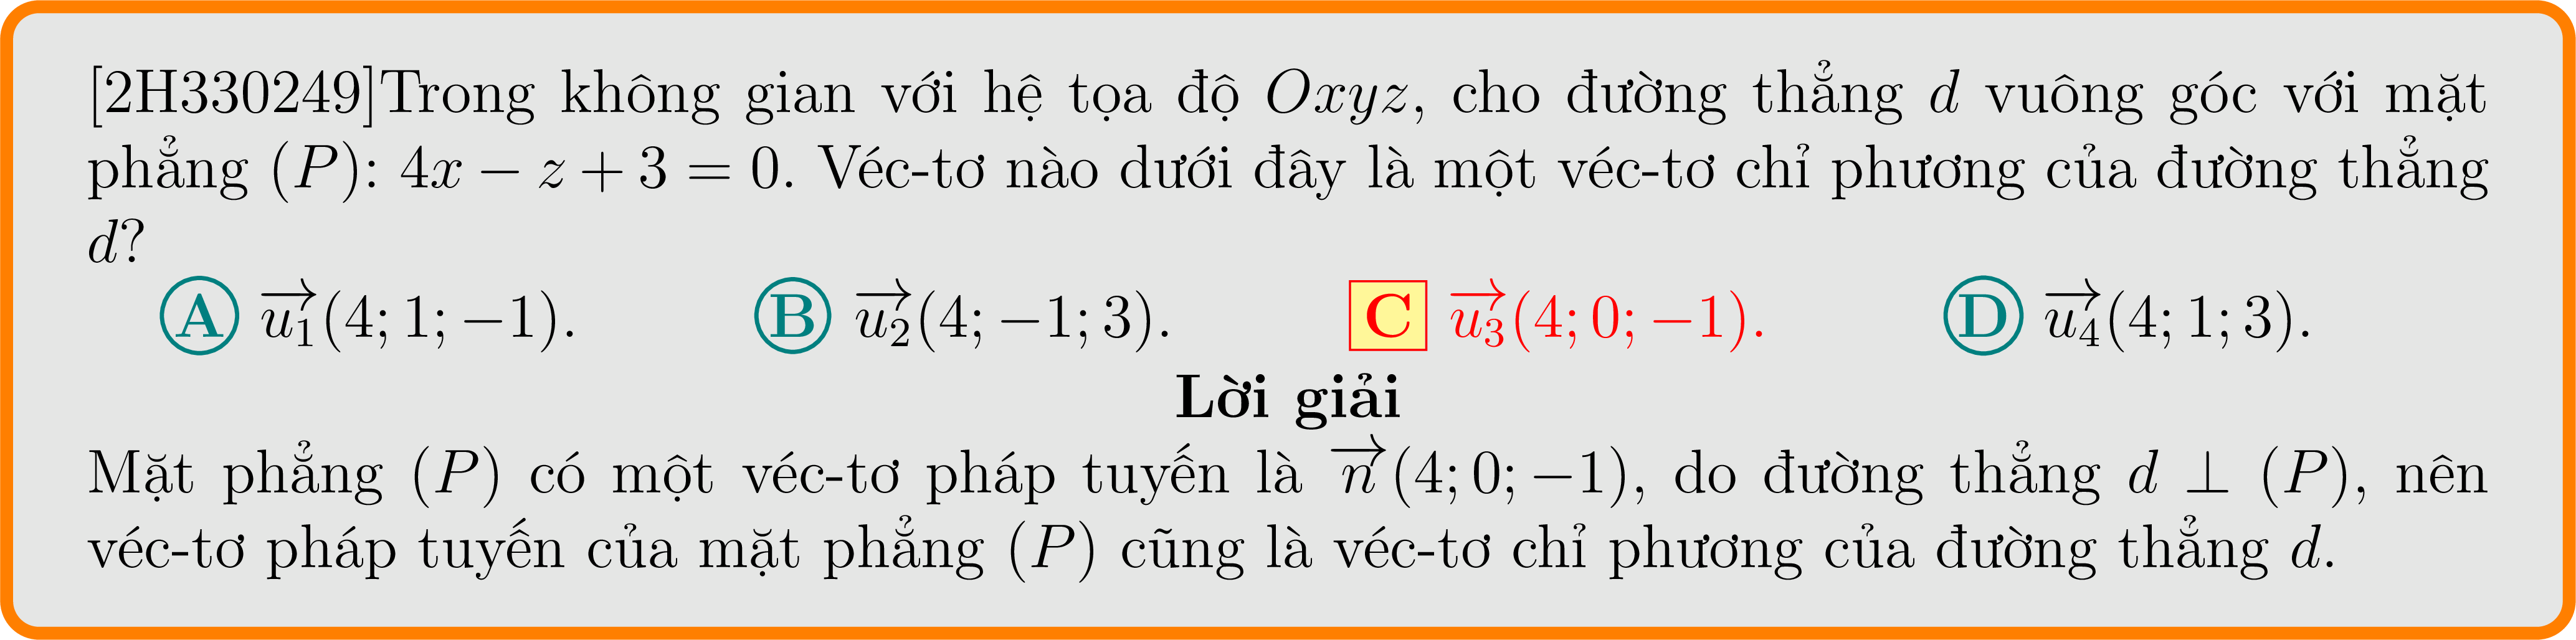 [2H330249]Trong không gian với hệ tọa độ Oxyz, cho đường thẳng d vuông góc với mặt
phẳng (P): 4x − z + 3 = 0. Véc-tơ nào dưới đây là một véc-tơ chỉ phương của đường thẳng
d?
A $\overrightarrow{u_1}$(4; 1; −1). B $\overrightarrow{u_2}$(4; −1; 3). C $\overrightarrow{u_3}$(4; 0; −1). D $\overrightarrow{u_4}$(4; 1; 3).
Lời giải
Mặt phẳng (P) có một véc-tơ pháp tuyến là $\overrightarrow{n}$(4; 0; −1), do đường thẳng d ⊥ (P), nên
véc-tơ pháp tuyến của mặt phẳng (P) cũng là véc-tơ chỉ phương của đường thẳng d.